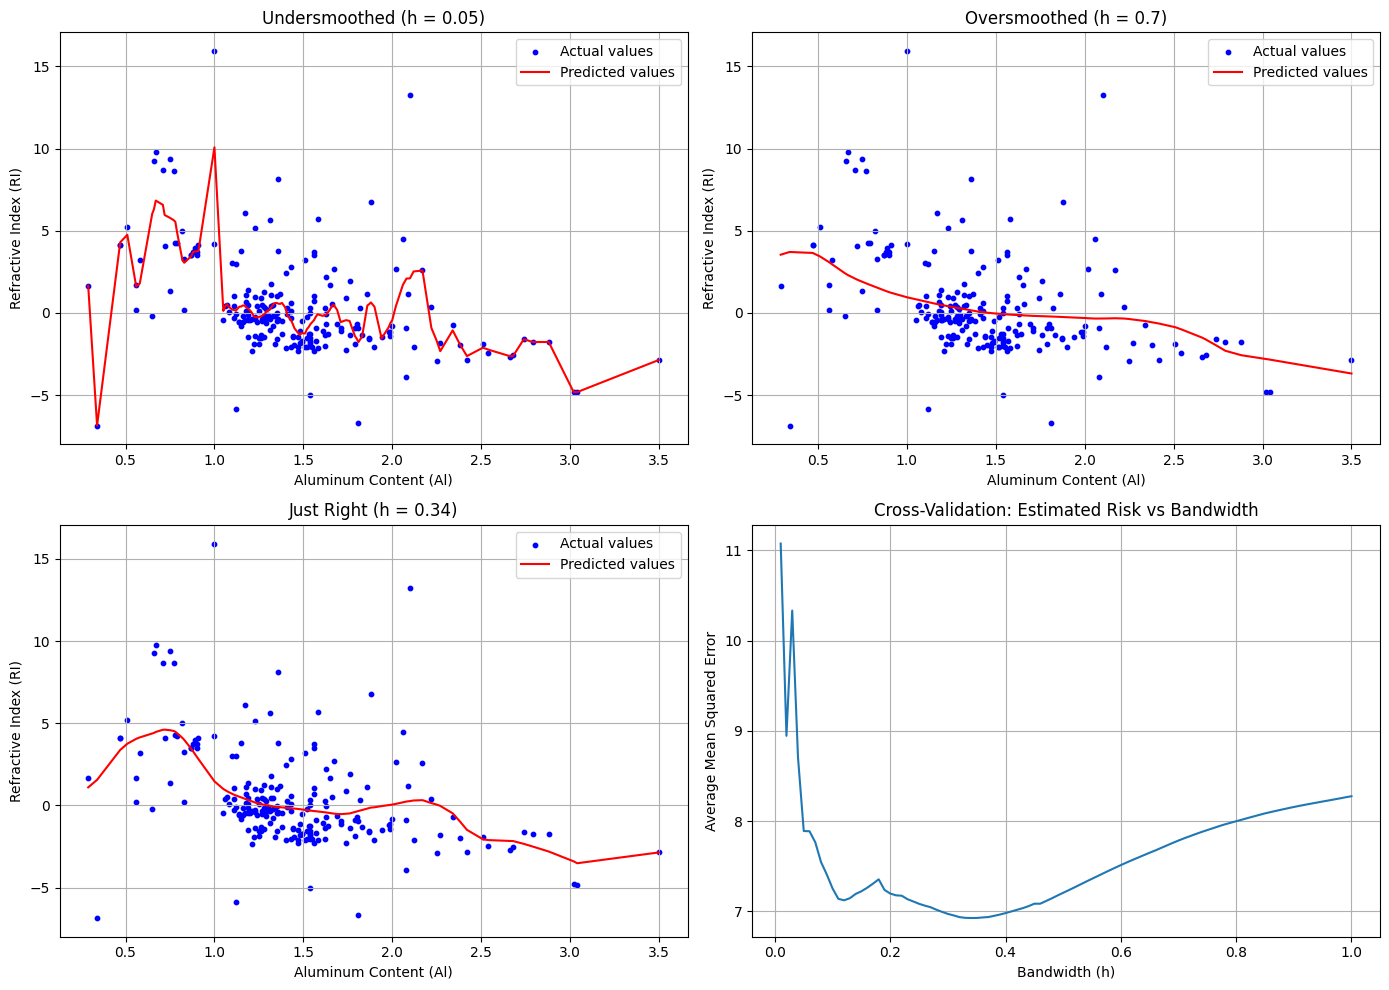 Undersmoothed (h = 0.05)
Refractive Index (RI)
15
10
5
0
−5
Actual values
Predicted values
0.5 1.0 1.5 2.0 2.5 3.0 3.5
Aluminum Content (Al)
Oversmoothed (h = 0.7)
Refractive Index (RI)
15
10
5
0
−5
Actual values
Predicted values
0.5 1.0 1.5 2.0 2.5 3.0 3.5
Aluminum Content (Al)
Just Right (h = 0.34)
Refractive Index (RI)
15
10
5
0
−5
Actual values
Predicted values
0.5 1.0 1.5 2.0 2.5 3.0 3.5
Aluminum Content (Al)
Cross-Validation: Estimated Risk vs Bandwidth
Average Mean Squared Error
11
10
9
8
7
0.0 0.2 0.4 0.6 0.8 1.0
Bandwidth (h)